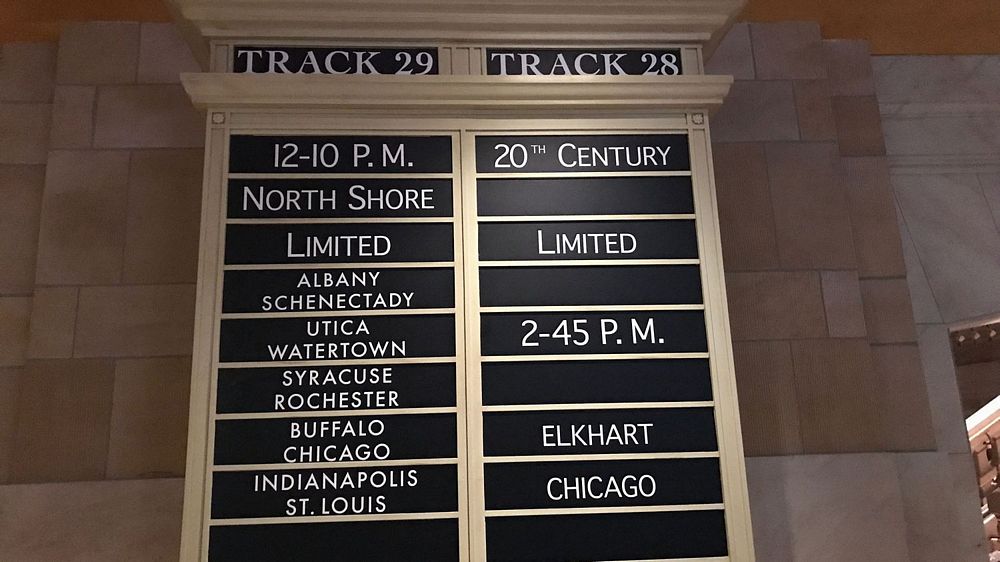 TRACK 29
12-10 P. M.
NORTH SHORE
LIMITED
ALBANY
SCHENECTADY
UTICA
WATERTOWN
SYRACUSE
ROCHESTER
BUFFALO
CHICAGO
INDIANAPOLIS
ST. LOUIS
TRACK 28
20TH CENTURY
LIMITED
2-45 P. M.
ELKHART
CHICAGO